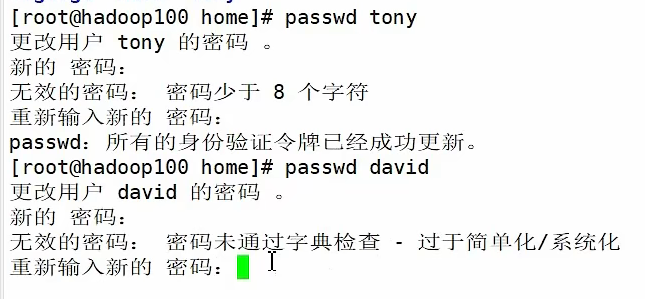 [root@hadoop100 home]# passwd tony
更改用户 tony 的密码 。
新的 密码：
无效的密码： 密码少于 8 个字符
重新输入新的 密码：
passwd：所有的身份验证令牌已经成功更新。
[root@hadoop100 home]# passwd david
更改用户 david 的密码 。
新的 密码：
无效的密码： 密码未通过字典检查 - 过于简单化/系统化
重新输入新的 密码：